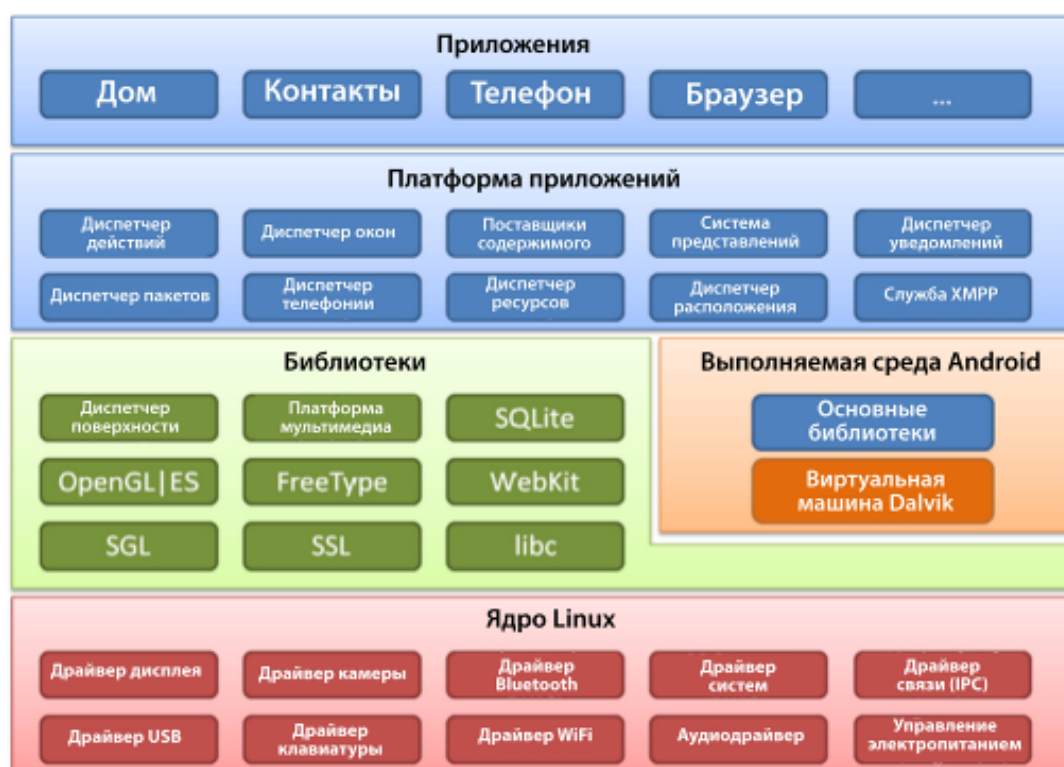 Приложения
Дом
Контакты
Телефон
Браузер
...
Платформа приложений
Диспетчер
действий
Диспетчер окон
Поставщики
содержимого
Система
представлений
Диспетчер
уведомлений
Диспетчер пакетов
Диспетчер
телефонии
Диспетчер
ресурсов
Диспетчер
расположения
Служба XMPP
Библиотеки
Диспетчер
поверхности
Платформа
мультимедиа
SQLite
OpenGL|ES
FreeType
WebKit
SGL
SSL
libc
Выполняемая среда Android
Основные
библиотеки
Виртуальная
машина Dalvik
Ядро Linux
Драйвер дисплея
Драйвер камеры
Драйвер
Bluetooth
Драйвер
систем
Драйвер
связи (IPC)
Драйвер USB
Драйвер
клавиатуры
Драйвер WiFi
Аудиодрайвер
Управление
электропитанием